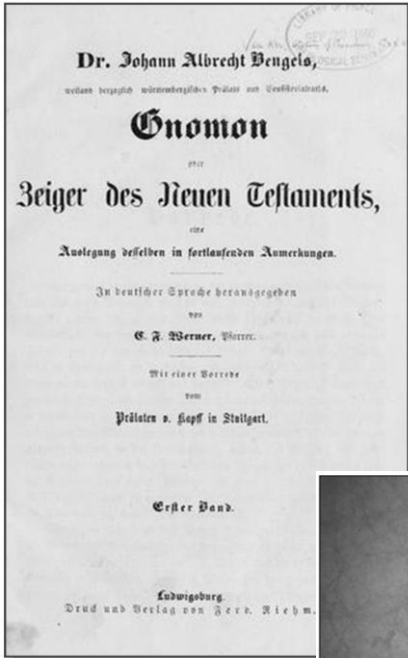 Dr. Johann Albrecht Bengels,
weiland herzoglich württembergischen Prälats und Consistorialraths,
Gnomon
oder
Zeiger des Neuen Testaments,
eine
Auslegung desselben in fortlaufenden Anmerkungen.
In deutscher Sprache herausgegeben
von
C. F. Werner, Pfarrer.
Mit einer Vorrede
vom
Prälaten v. Kapff in Stuttgart.
Erster Band.
Ludwigsburg.
Druck und Verlag von Ferd. Riehm.